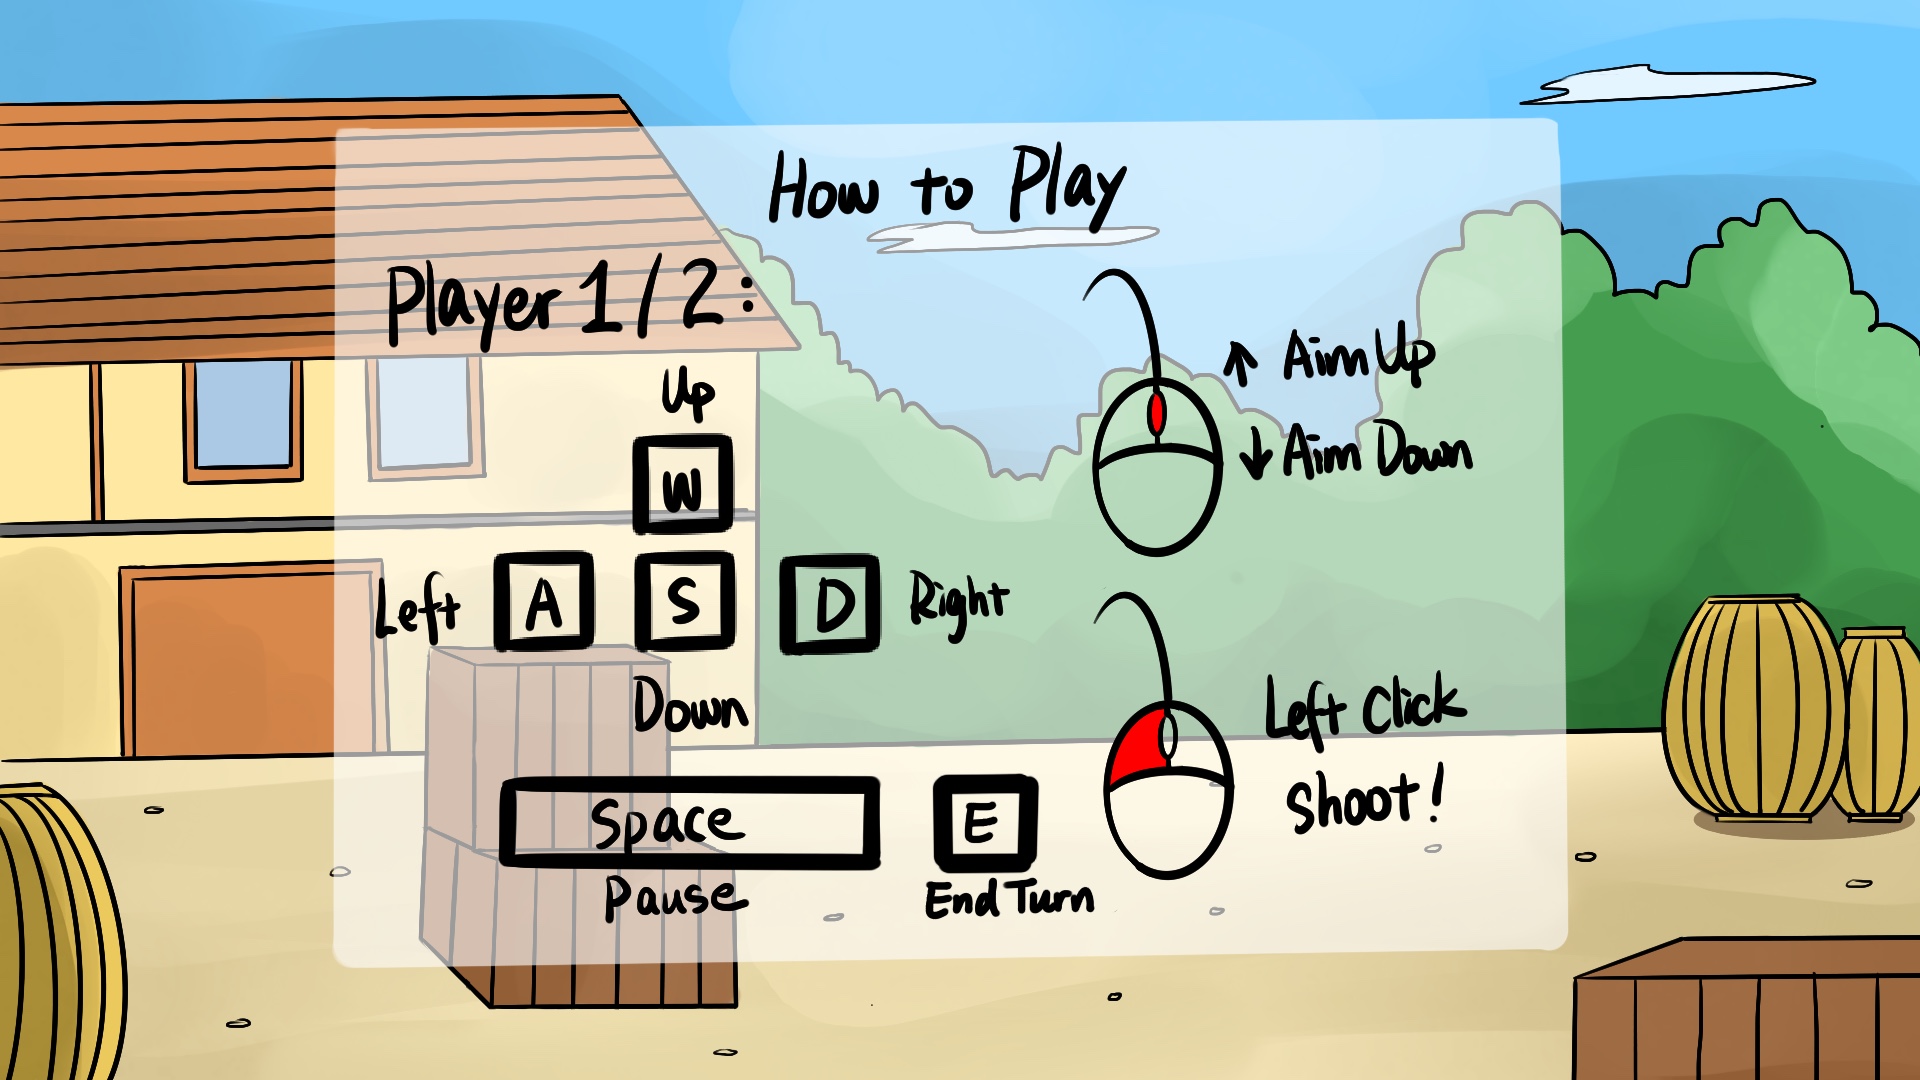 How to Play
Player 1/2:
Up
W
Left A S D Right
Down
Space
Pause
E
End Turn
↑ Aim Up
↓ Aim Down
Left Click
Shoot!